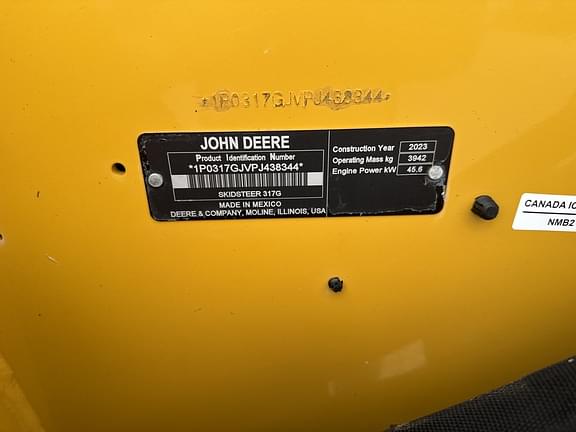 *1P0317GJVPJ438344*
JOHN DEERE
Product Identification Number
*1P0317GJVPJ438344*
SKIDSTEER 317G
MADE IN MEXICO
DEERE & COMPANY, MOLINE, ILLINOIS, USA
Construction Year 2023
Operating Mass kg 3942
Engine Power kW 45.6
CANADA IC
NMB2